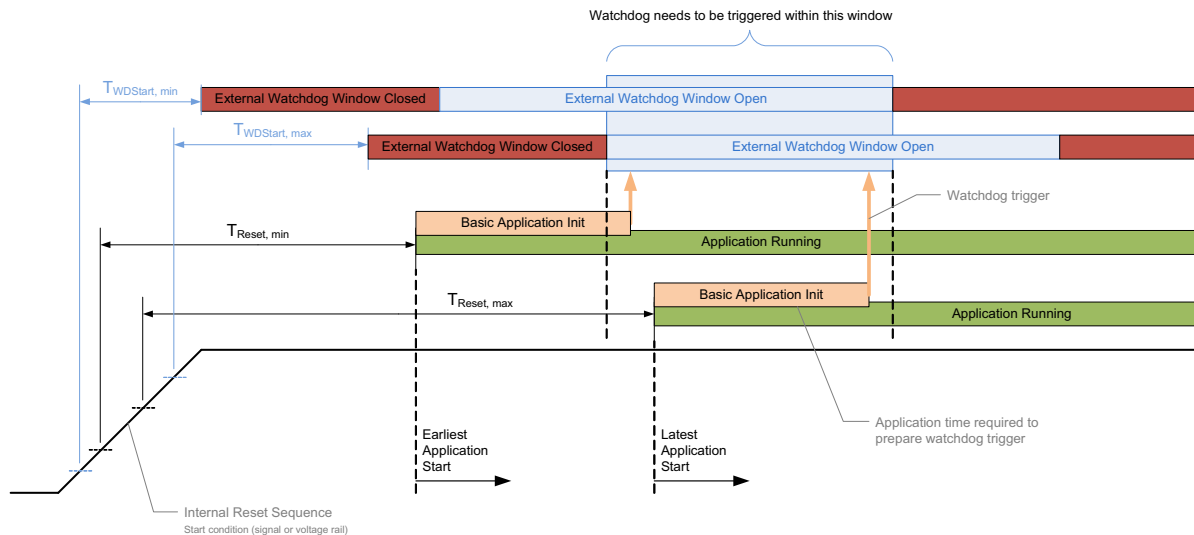 Watchdog needs to be triggered within this window
TWDStart, min
External Watchdog Window Closed
External Watchdog Window Open
TWDStart, max
External Watchdog Window Closed
External Watchdog Window Open
Watchdog trigger
Basic Application Init
TReset, min
Application Running
Basic Application Init
TReset, max
Application Running
Application time required to
prepare watchdog trigger
Earliest
Application
Start
Latest
Application
Start
Internal Reset Sequence
Start condition (signal or voltage rail)